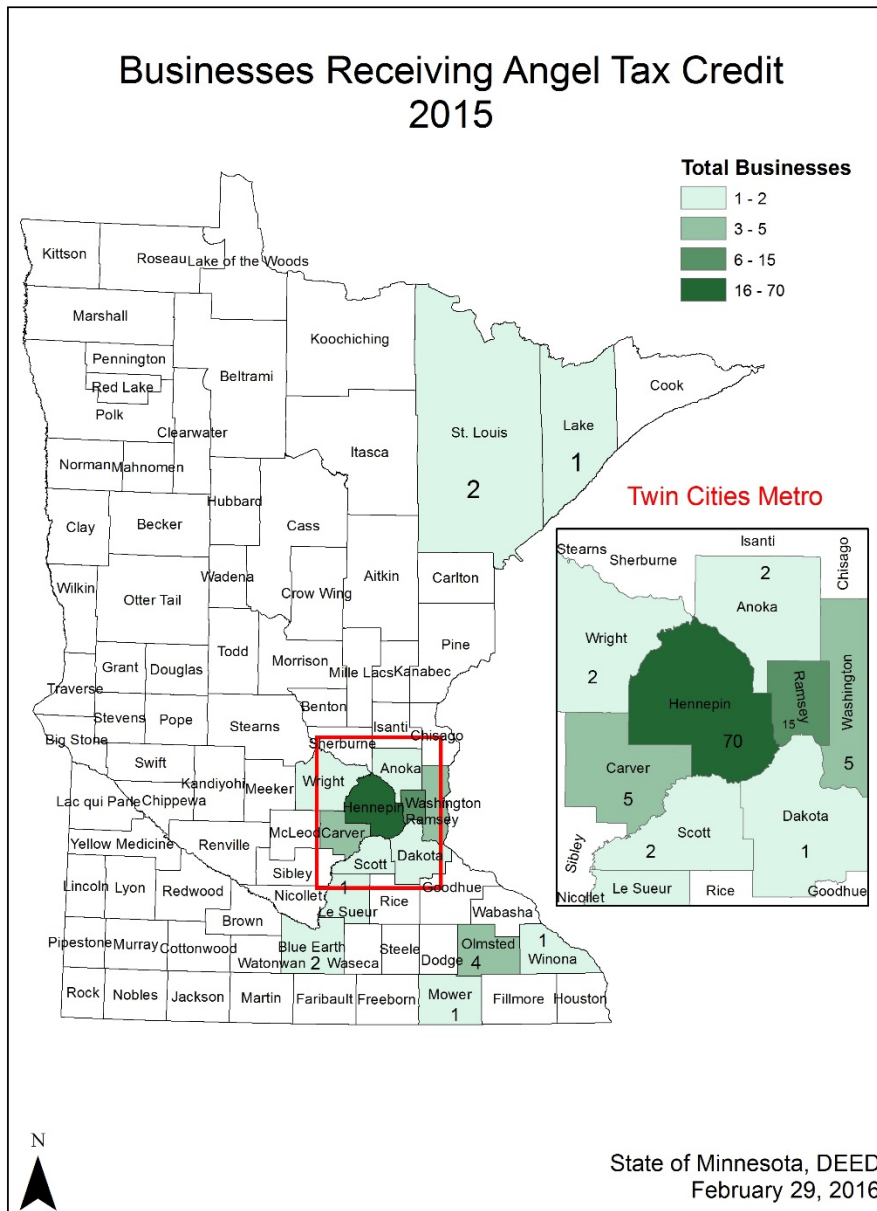 Businesses Receiving Angel Tax Credit
2015
Total Businesses
1 - 2
3 - 5
6 - 15
16 - 70
Kittson
Roseau
Lake of the Woods
Marshall
Koochiching
Pennington
Red Lake
Polk
Beltrami
Cook
Clearwater
St. Louis
2
Lake
1
Itasca
Norman
Mahnomen
Hubbard
Cass
Clay
Becker
Wadena
Crow Wing
Aitkin
Carlton
Wilkin
Otter Tail
Pine
Todd
Morrison
Mille Lacs
Kanabec
Grant
Douglas
Traverse
Benton
Stevens
Pope
Stearns
Isanti
Chisago
Big Stone
Sherburne
Swift
Kandiyohi
Meeker
Wright
Anoka
Lac qui Parle
Chippewa
Hennepin
Washington
Ramsey
McLeod
Carver
Yellow Medicine
Renville
Scott
Dakota
Sibley
Lincoln
Lyon
Redwood
Nicollet
1
Le Sueur
Rice
Goodhue
Wabasha
Brown
Pipestone
Murray
Cottonwood
Watonwan
Blue Earth
2
Waseca
Steele
Dodge
Olmsted
4
1
Winona
Rock
Nobles
Jackson
Martin
Faribault
Freeborn
Mower
1
Fillmore
Houston
Twin Cities Metro
Stearns
Sherburne
Isanti
Chisago
2
Anoka
Wright
2
Hennepin
70
Ramsey
15
Washington
5
Carver
5
Scott
2
Dakota
1
Sibley
Nicollet
Le Sueur
Rice
Goodhue
N
State of Minnesota, DEED
February 29, 2016